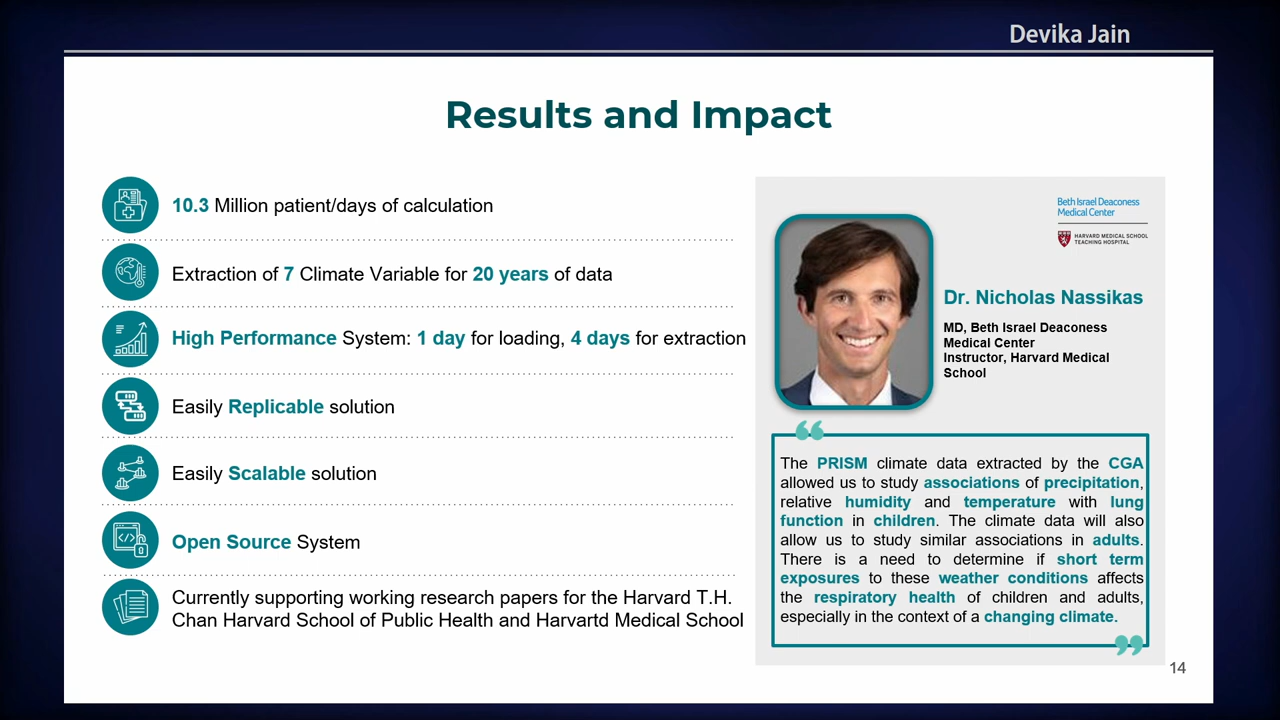 Devika Jain
Results and Impact
10.3 Million patient/days of calculation
Extraction of 7 Climate Variable for 20 years of data
High Performance System: 1 day for loading, 4 days for extraction
Easily Replicable solution
Easily Scalable solution
Open Source System
Currently supporting working research papers for the Harvard T.H.
Chan Harvard School of Public Health and Harvartd Medical School
Beth Israel Deaconess
Medical Center
HARVARD MEDICAL SCHOOL
TEACHING HOSPITAL
Dr. Nicholas Nassikas
MD, Beth Israel Deaconess
Medical Center
Instructor, Harvard Medical
School
“
The PRISM climate data extracted by the CGA
allowed us to study associations of precipitation,
relative humidity and temperature with lung
function in children. The climate data will also
allow us to study similar associations in adults.
There is a need to determine if short term
exposures to these weather conditions affects
the respiratory health of children and adults,
especially in the context of a changing climate.
”
14